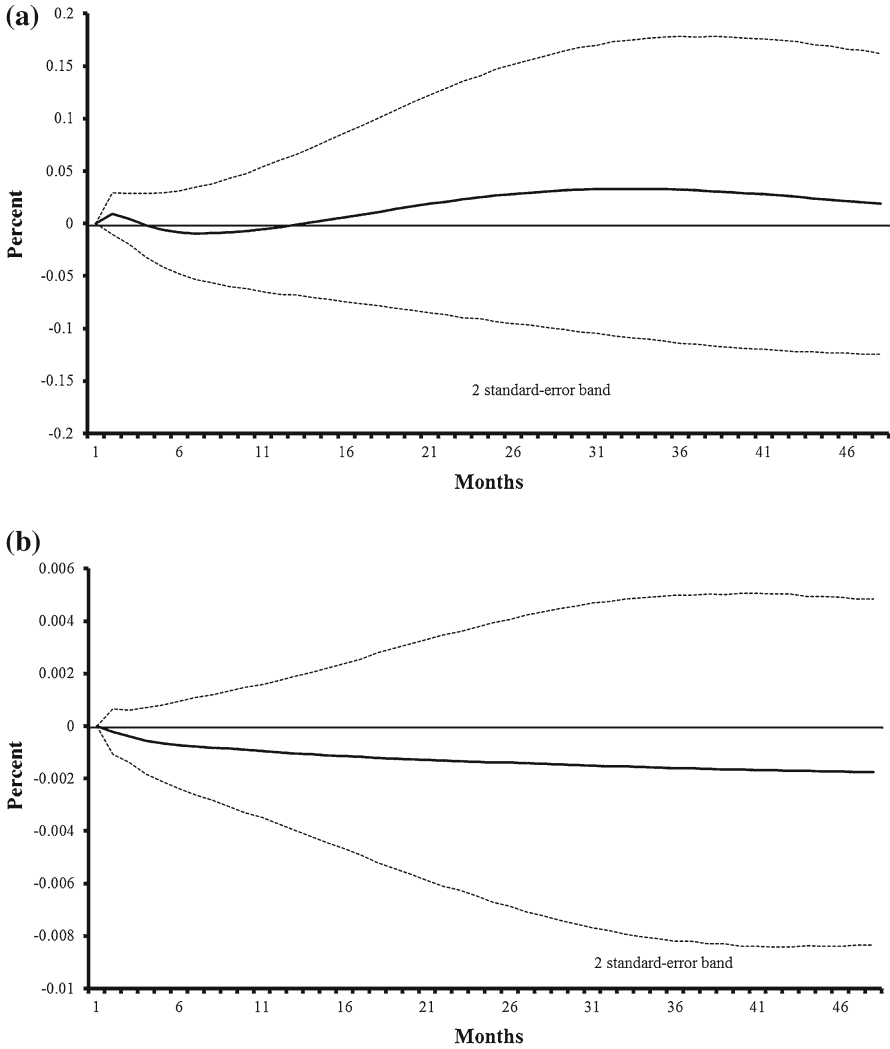 (a)
0.2
0.15
0.1
0.05
0
-0.05
-0.1
-0.15
-0.2
Percent
2 standard-error band
1 6 11 16 21 26 31 36 41 46
Months
(b)
0.006
0.004
0.002
0
-0.002
-0.004
-0.006
-0.008
-0.01
Percent
2 standard-error band
1 6 11 16 21 26 31 36 41 46
Months